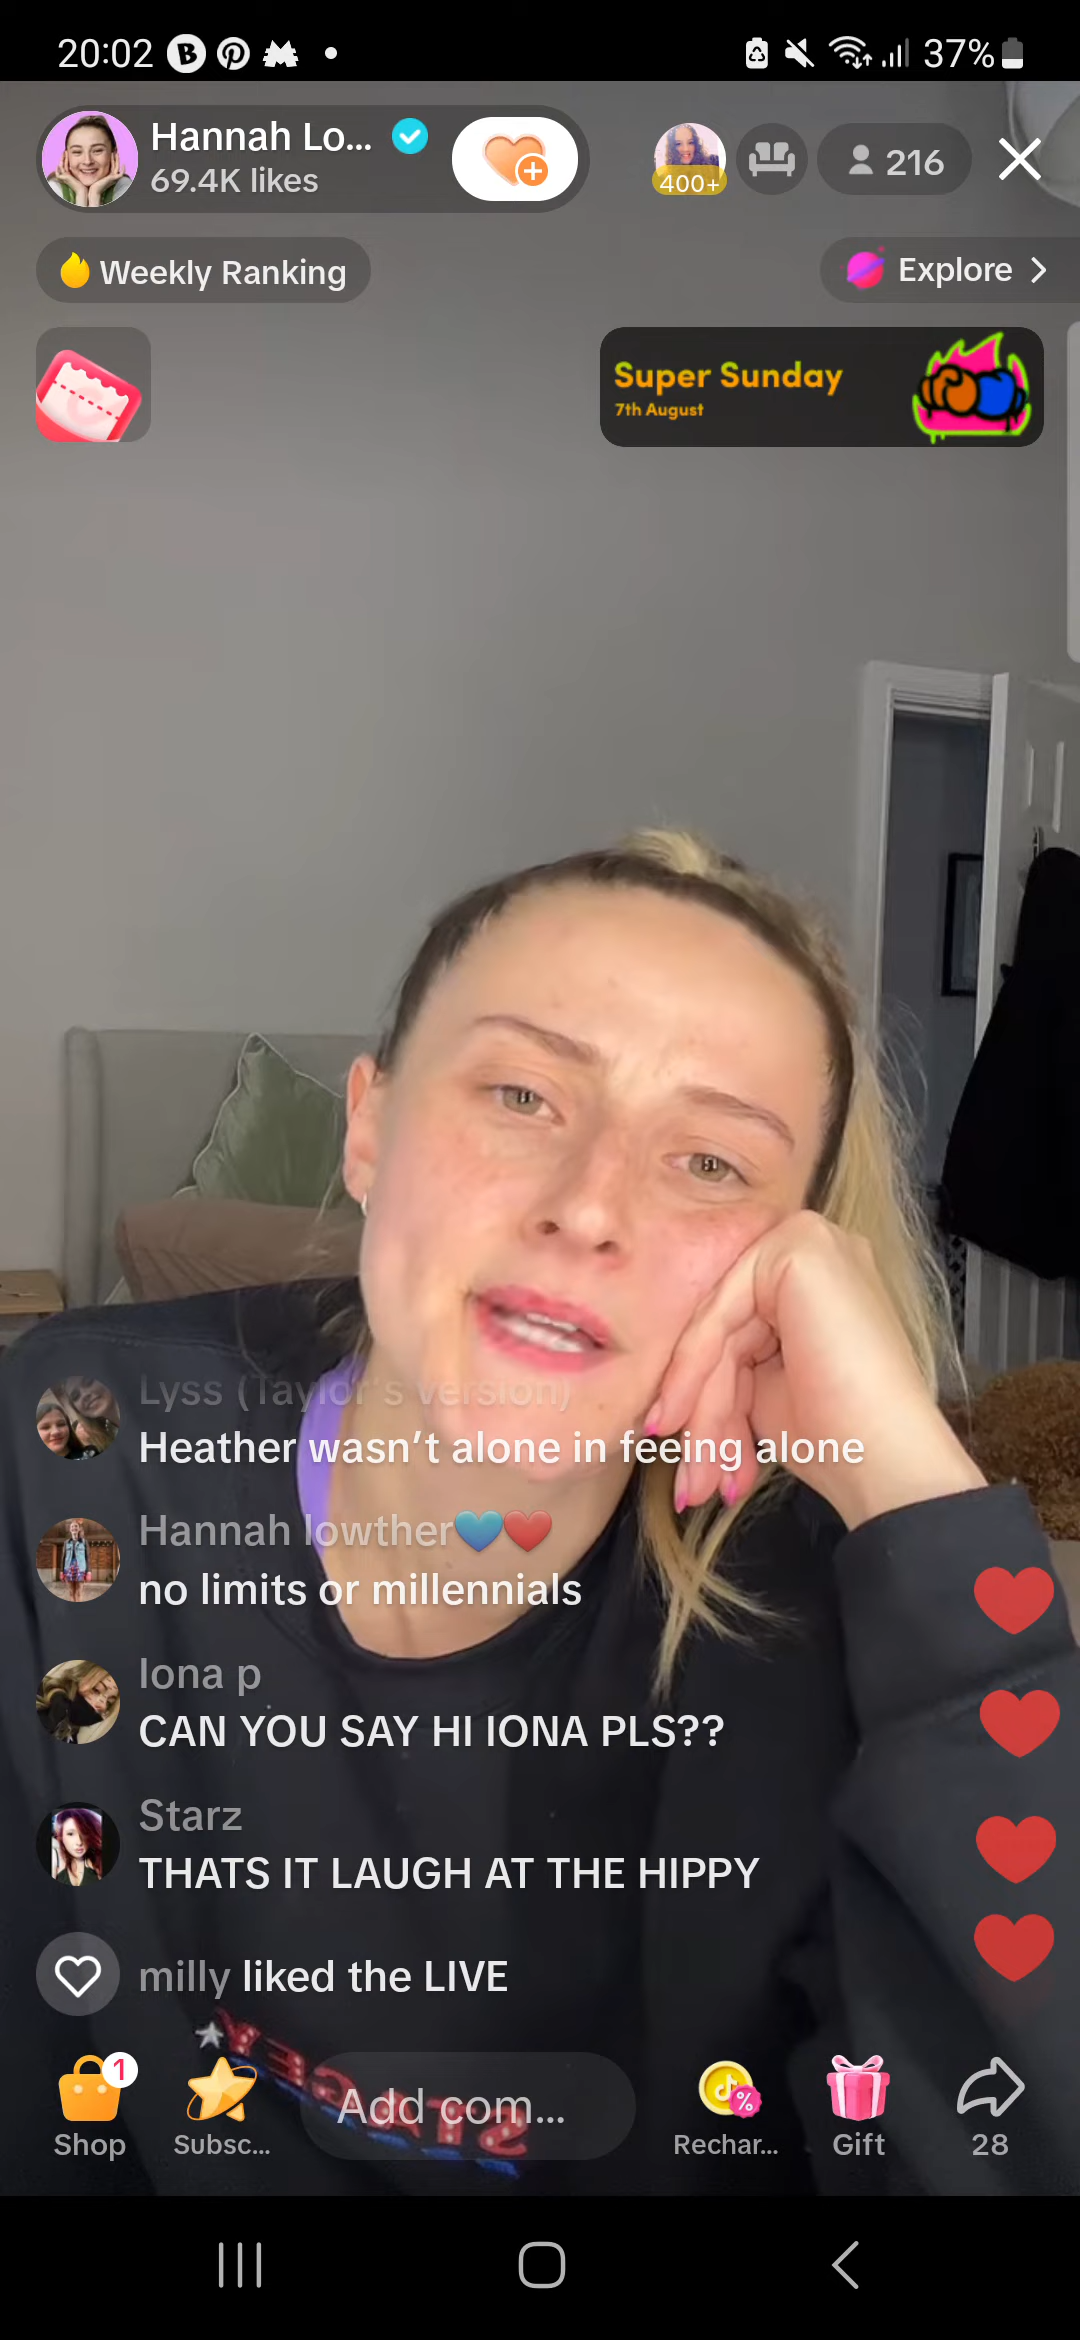 20:02
37%
Hannah Lo...
69.4K likes
400+
216
Weekly Ranking
Explore
Super Sunday
7th August
Lyss (Taylor's version)
Heather wasn't alone in feeing alone
Hannah lowther💙❤️
no limits or millennials
Iona p
CAN YOU SAY HI IONA PLS??
Starz
THATS IT LAUGH AT THE HIPPY
milly liked the LIVE
STAGEY
1
Add com...
%
Shop
Subsc...
Rechar...
Gift
28